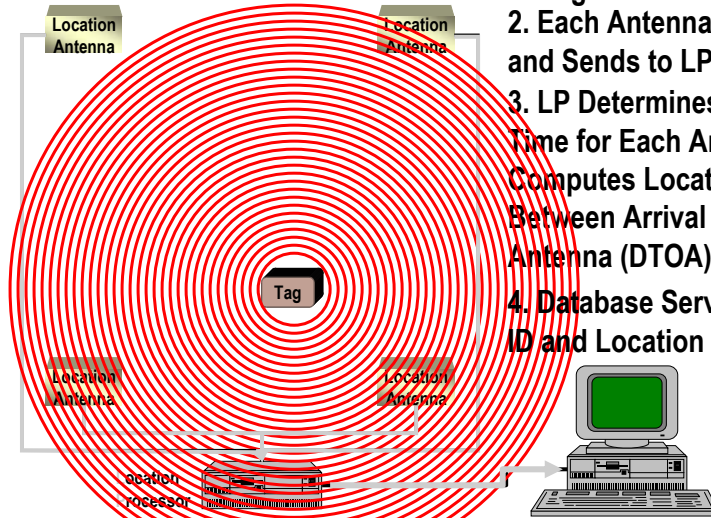 Location
Antenna
Location
Antenna
2. Each Antenna
and Sends to LP
3. LP Determines
Time for Each An
Computes Locat
Between Arrival
Antenna (DTOA)
4. Database Serv
ID and Location
Tag
Location
Antenna
Location
Antenna
ocation
rocessor